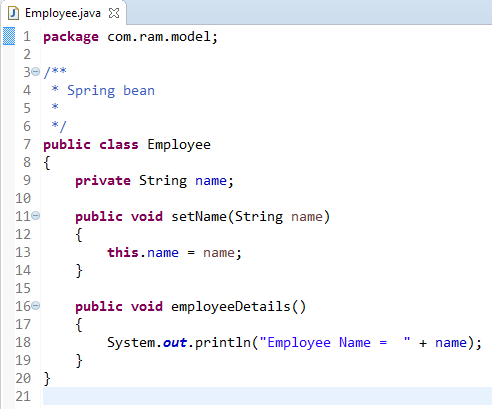 Employee.java
1 package com.ram.model;
2
3 /**
4  * Spring bean
5  *
6  */
7 public class Employee
8 {
9     private String name;
10
11     public void setName(String name)
12     {
13         this.name = name;
14     }
15
16     public void employeeDetails()
17     {
18         System.out.println("Employee Name =  " + name);
19     }
20 }
21